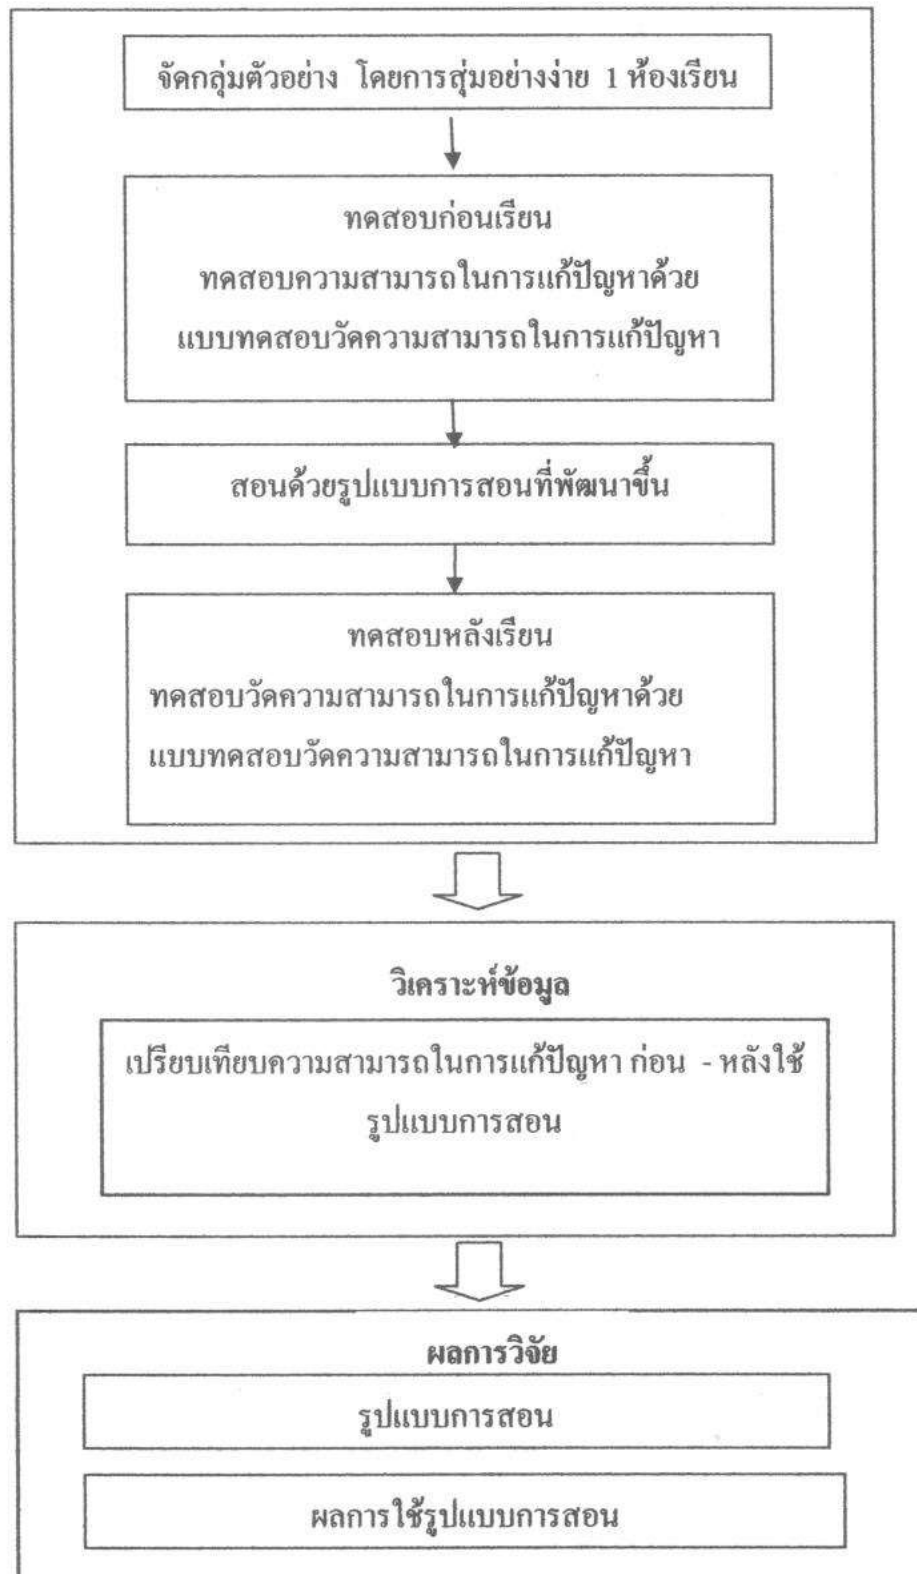 จัดกลุ่มตัวอย่าง โดยการสุ่มอย่างง่าย 1 ห้องเรียน
ทดสอบก่อนเรียน
ทดสอบความสามารถในการแก้ปัญหาด้วย
แบบทดสอบวัดความสามารถในการแก้ปัญหา
สอนด้วยรูปแบบการสอนที่พัฒนาขึ้น
ทดสอบหลังเรียน
ทดสอบวัดความสามารถในการแก้ปัญหาด้วย
แบบทดสอบวัดความสามารถในการแก้ปัญหา
วิเคราะห์ข้อมูล
เปรียบเทียบความสามารถในการแก้ปัญหา ก่อน - หลังใช้
รูปแบบการสอน
ผลการวิจัย
รูปแบบการสอน
ผลการใช้รูปแบบการสอน